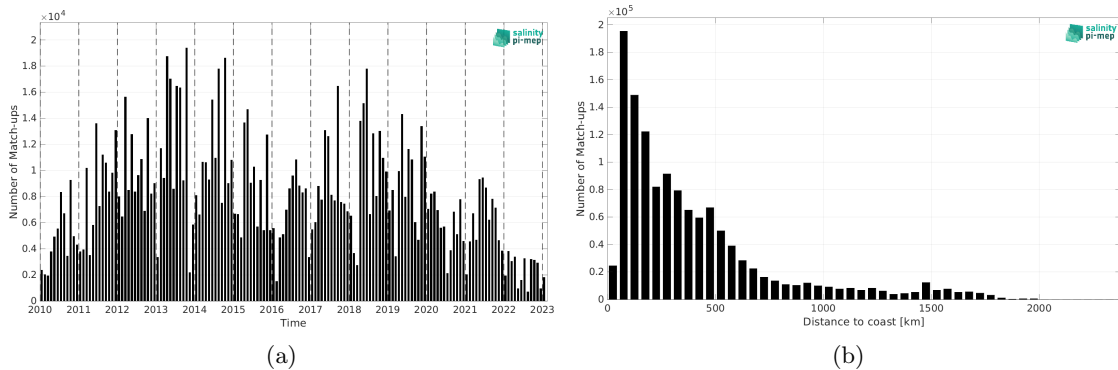 ×10⁴
2
1.8
1.6
1.4
1.2
1
0.8
0.6
0.4
0.2
0
Number of Match-ups
2010 2011 2012 2013 2014 2015 2016 2017 2018 2019 2020 2021 2022 2023
Time
salinity
pi-mep
(a)
×10⁵
2
1.8
1.6
1.4
1.2
1
0.8
0.6
0.4
0.2
0
Number of Match-ups
0 500 1000 1500 2000
Distance to coast [km]
salinity
pi-mep
(b)